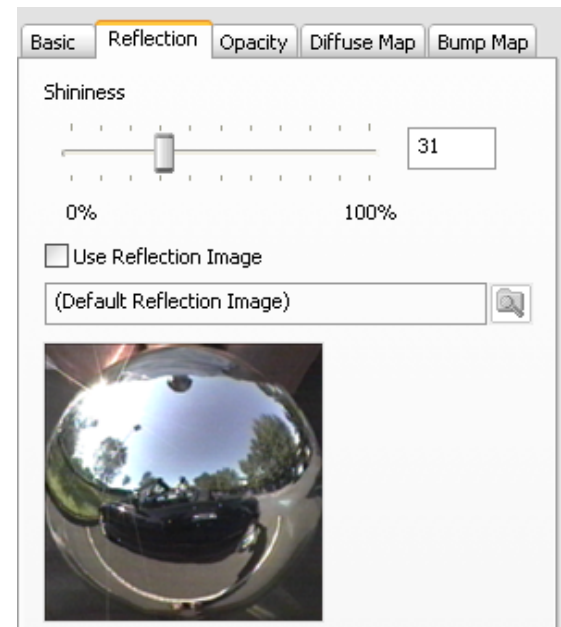 Basic Reflection Opacity Diffuse Map Bump Map
Shininess
31
0% 100%
Use Reflection Image
(Default Reflection Image)